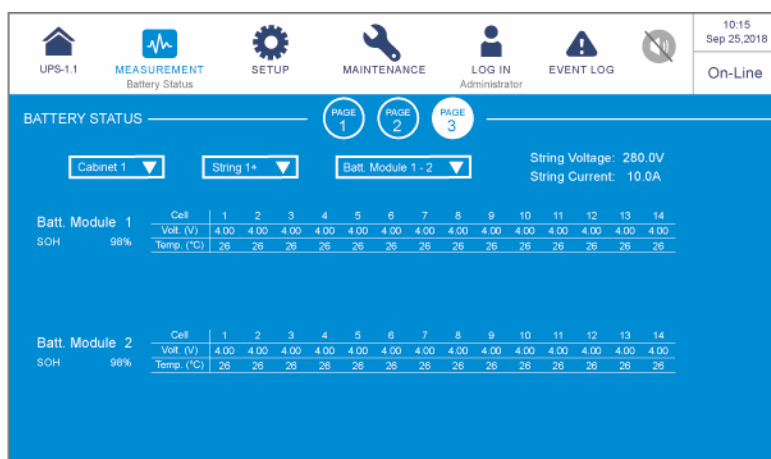 10:15
Sep 25,2018
UPS-1.1 MEASUREMENT SETUP MAINTENANCE LOG IN EVENT LOG
Battery Status Administrator
On-Line
BATTERY STATUS
PAGE 1 PAGE 2 PAGE 3
Cabinet 1 String 1+ Batt. Module 1 - 2
String Voltage: 280.0V
String Current: 10.0A
Batt. Module 1
SOH 98%
Cell 1 2 3 4 5 6 7 8 9 10 11 12 13 14
Volt. (V) 4.00 4.00 4.00 4.00 4.00 4.00 4.00 4.00 4.00 4.00 4.00 4.00 4.00 4.00
Temp. (°C) 26 26 26 26 26 26 26 26 26 26 26 26 26 26
Batt. Module 2
SOH 98%
Cell 1 2 3 4 5 6 7 8 9 10 11 12 13 14
Volt. (V) 4.00 4.00 4.00 4.00 4.00 4.00 4.00 4.00 4.00 4.00 4.00 4.00 4.00 4.00
Temp. (°C) 26 26 26 26 26 26 26 26 26 26 26 26 26 26